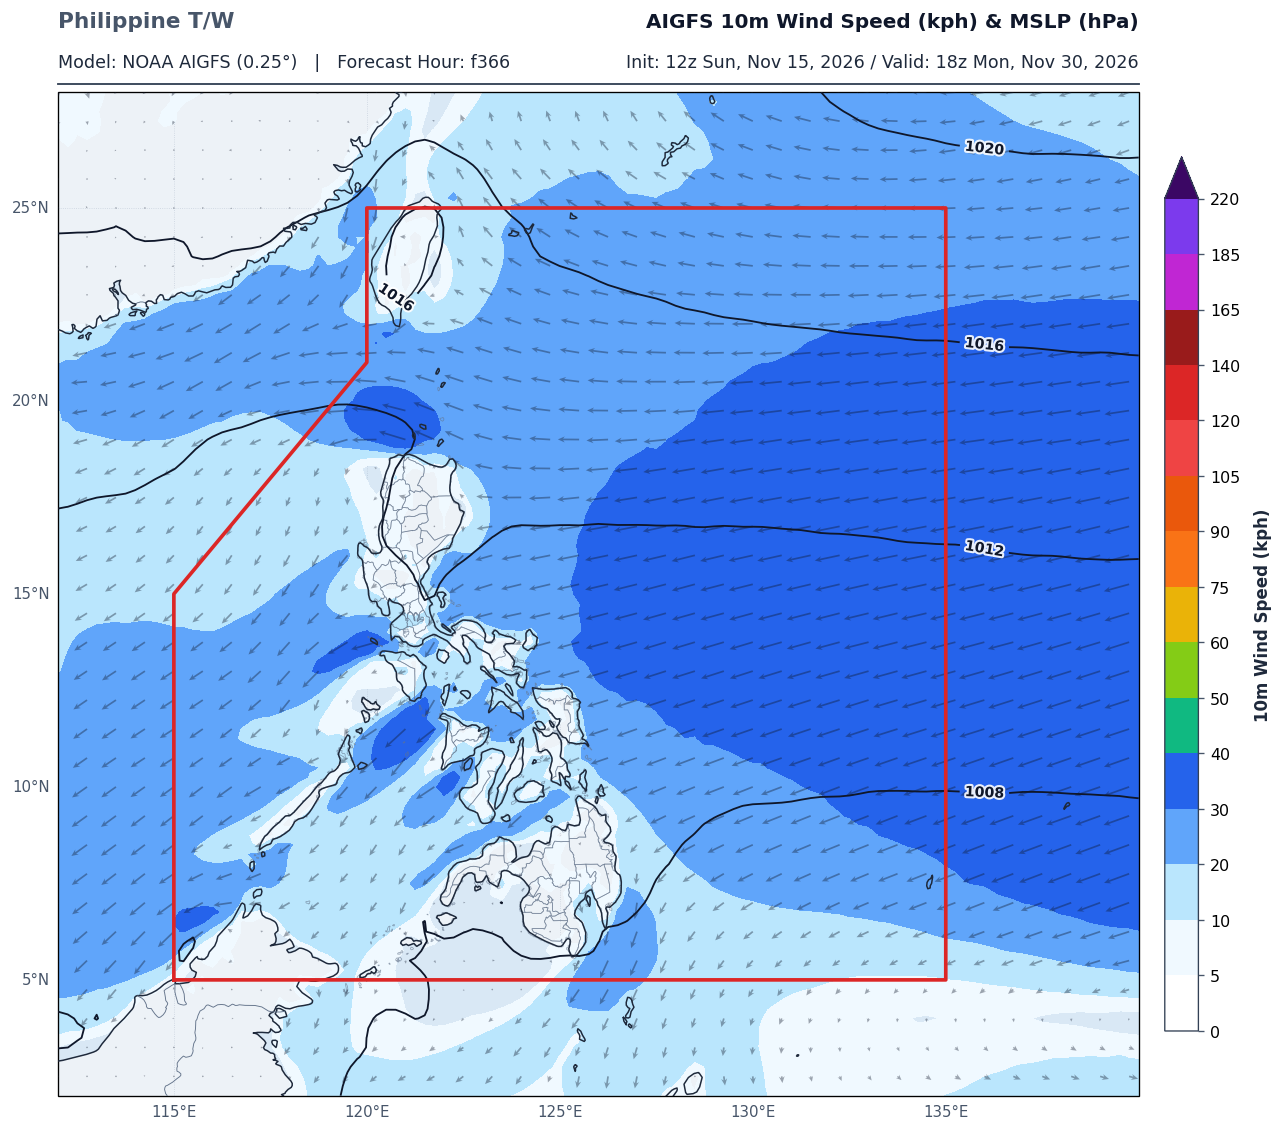 Philippine T/W
AIGFS 10m Wind Speed (kph) & MSLP (hPa)
Model: NOAA AIGFS (0.25°) | Forecast Hour: f366
Init: 12z Sun, Nov 15, 2026 / Valid: 18z Mon, Nov 30, 2026
1020
25°N
1016
1016
20°N
1012
15°N
1008
10°N
5°N
115°E
120°E
125°E
130°E
135°E
220
185
165
140
120
105
90
75
60
50
40
30
20
10
5
0
10m Wind Speed (kph)